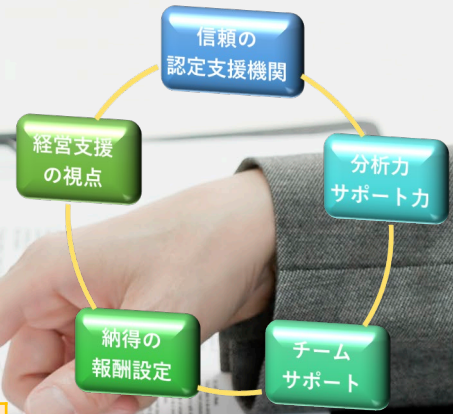 信頼の
認定支援機関
分析力
サポート力
チーム
サポート
納得の
報酬設定
経営支援
の視点